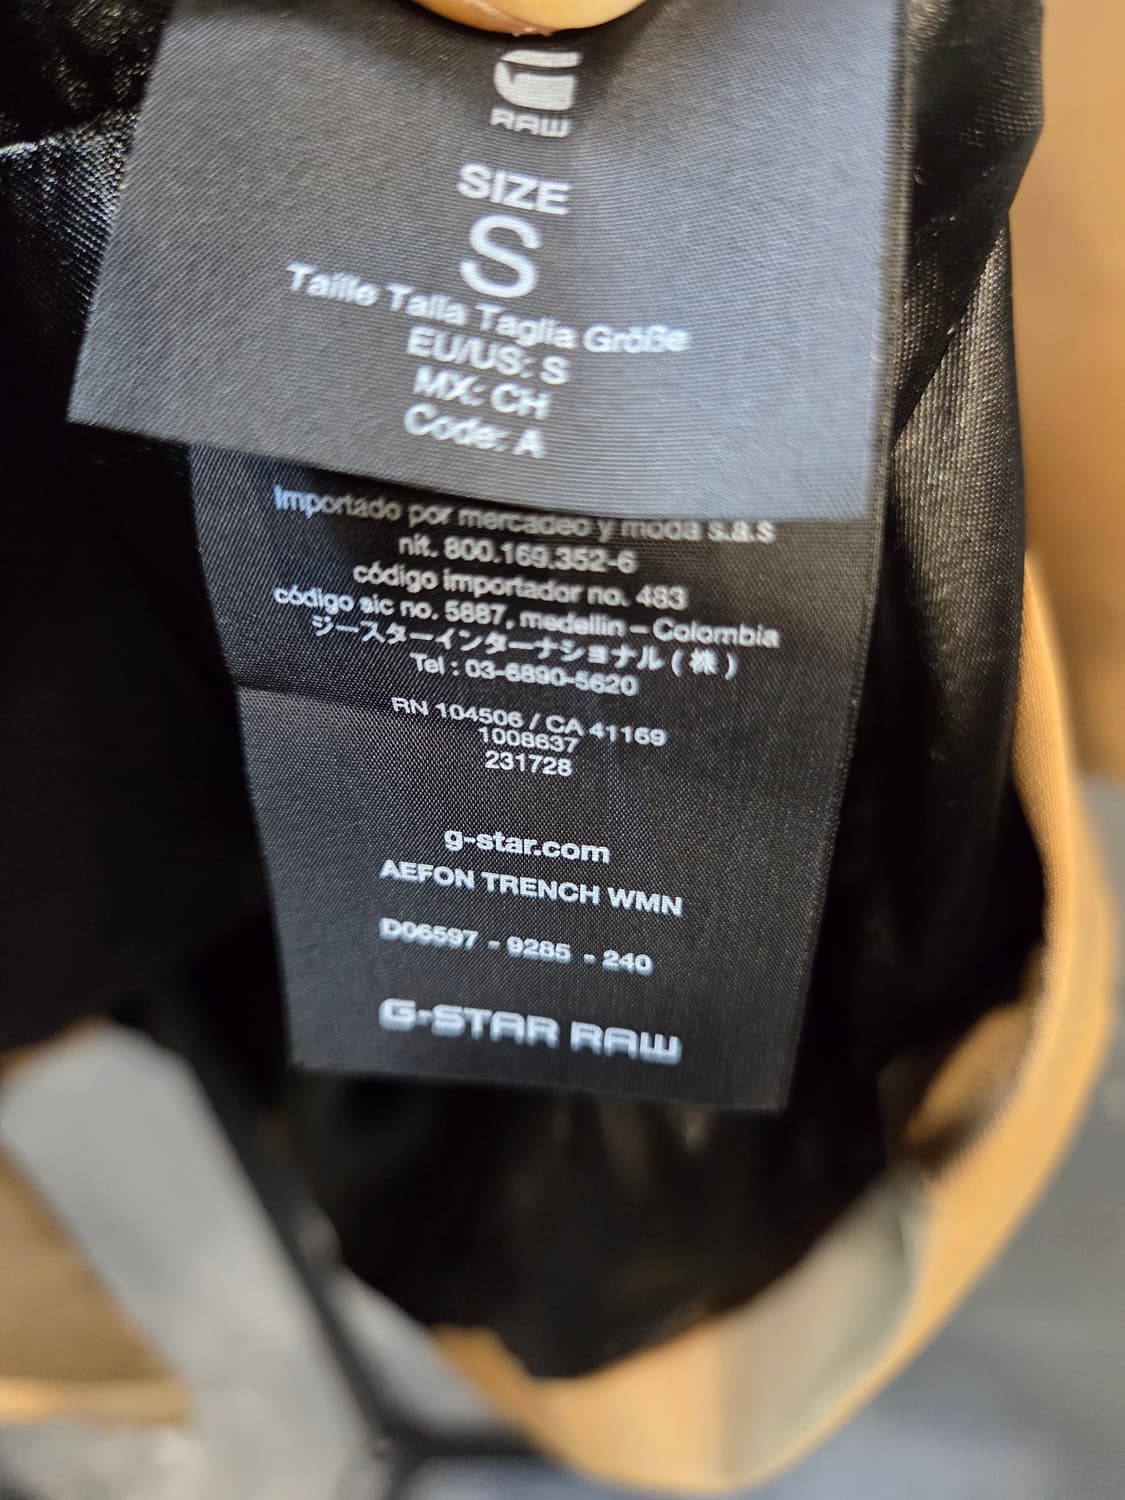 RAW
SIZE
S
Taille Talla Taglia Größe
EU/US: S
MX: CH
Code: A
Importado por mercadeo y moda s.a.s
nit. 800.169.352-6
código importador no. 483
código sic no. 5887, medellin – Colombia
ジースターインターナショナル ( 株 )
Tel : 03-6890-5620
RN 104506 / CA 41169
1008637
231728
g-star.com
AEFON TRENCH WMN
D06597 - 9285 - 240
G-STAR RAW